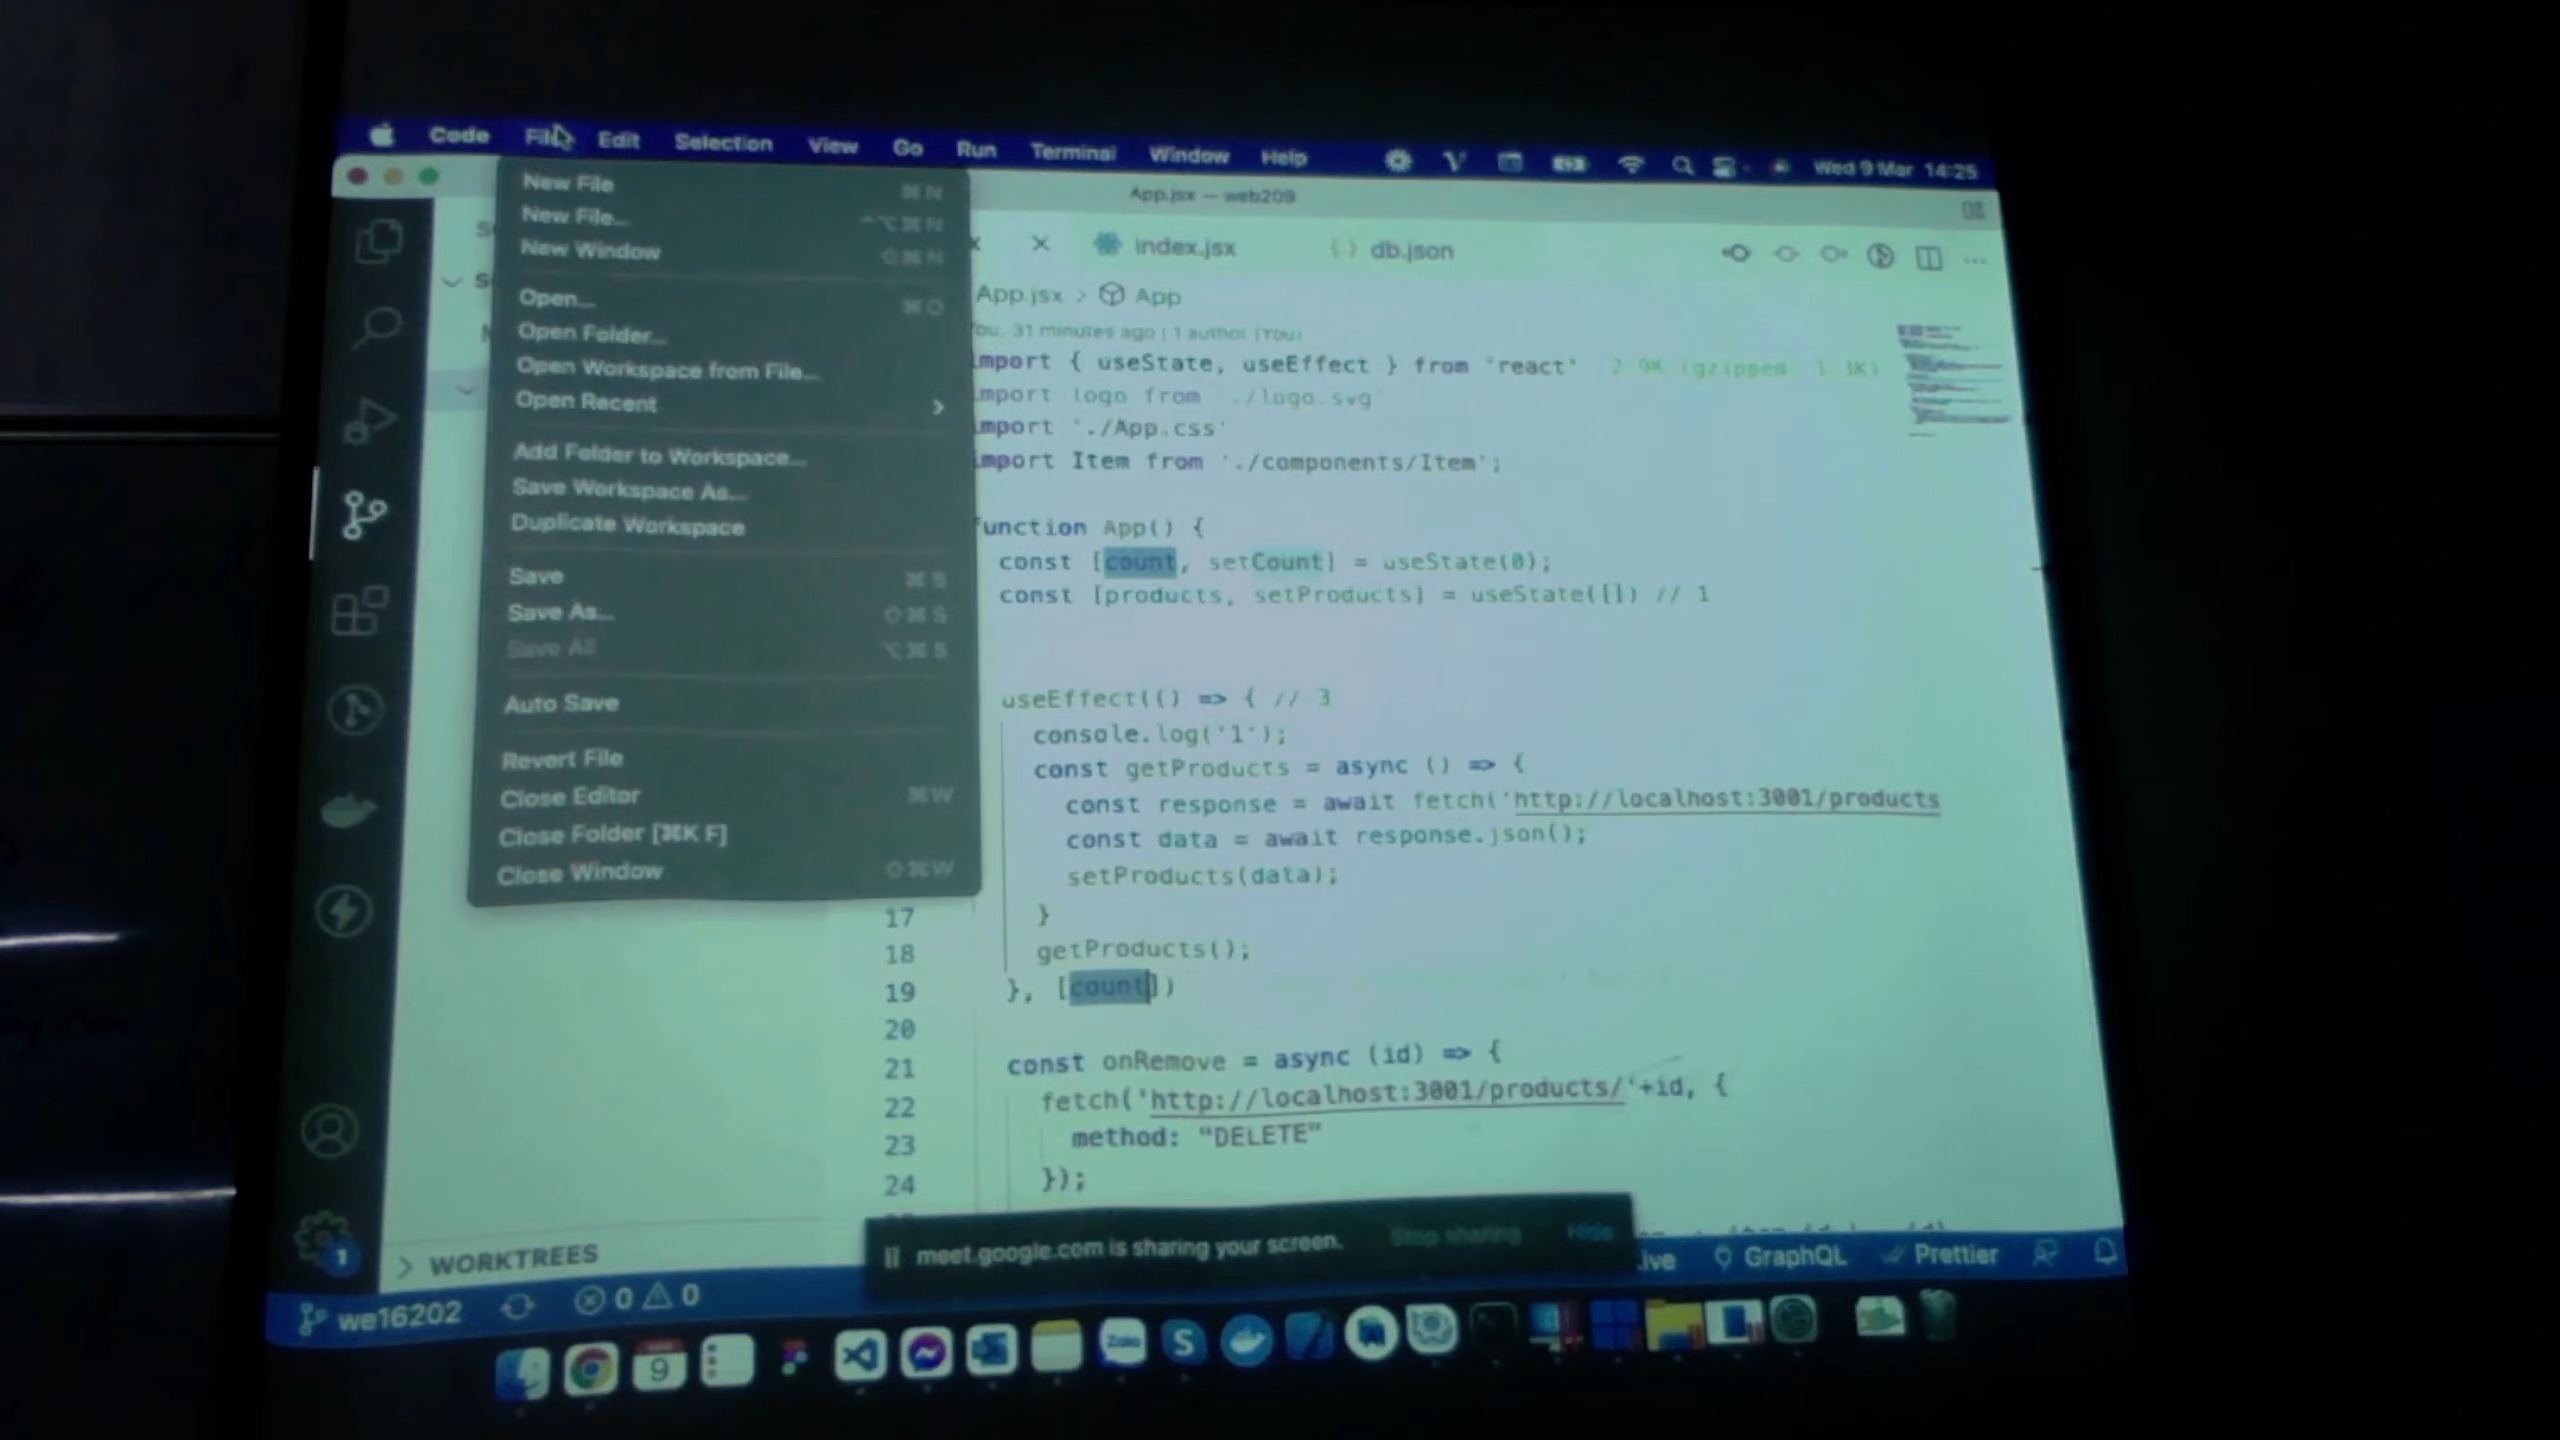 Code File Edit Selection View Go Run Terminal Window Help Wed 9 Mar 14:25
App.jsx — web209
New File ⌘N
New File... ^⌥⌘N
New Window ⇧⌘N
Open... ⌘O
Open Folder...
Open Workspace from File...
Open Recent >
Add Folder to Workspace...
Save Workspace As...
Duplicate Workspace
Save ⌘S
Save As... ⇧⌘S
Save All ⌥⌘S
Auto Save
Revert File
Close Editor ⌘W
Close Folder [⌘K F]
Close Window ⇧⌘W
index.jsx {} db.json
App.jsx > App
You, 31 minutes ago | 1 author (You)
import { useState, useEffect } from 'react' 2.9K (gzipped: 1.3K)
import logo from './logo.svg'
import './App.css'
import Item from './components/Item';
function App() {
const [count, setCount] = useState(0);
const [products, setProducts] = useState([]) // 1
useEffect(() => { // 3
console.log('1');
const getProducts = async () => {
const response = await fetch('http://localhost:3001/products
const data = await response.json();
setProducts(data);
17 }
18 getProducts();
19 }, [count])
20
21 const onRemove = async (id) => {
22 fetch('http://localhost:3001/products/'+id, {
23 method: "DELETE"
24 });
WORKTREES
meet.google.com is sharing your screen. Stop sharing Hide
we16202 0 0 GraphQL Prettier
1
9
Zalo
S